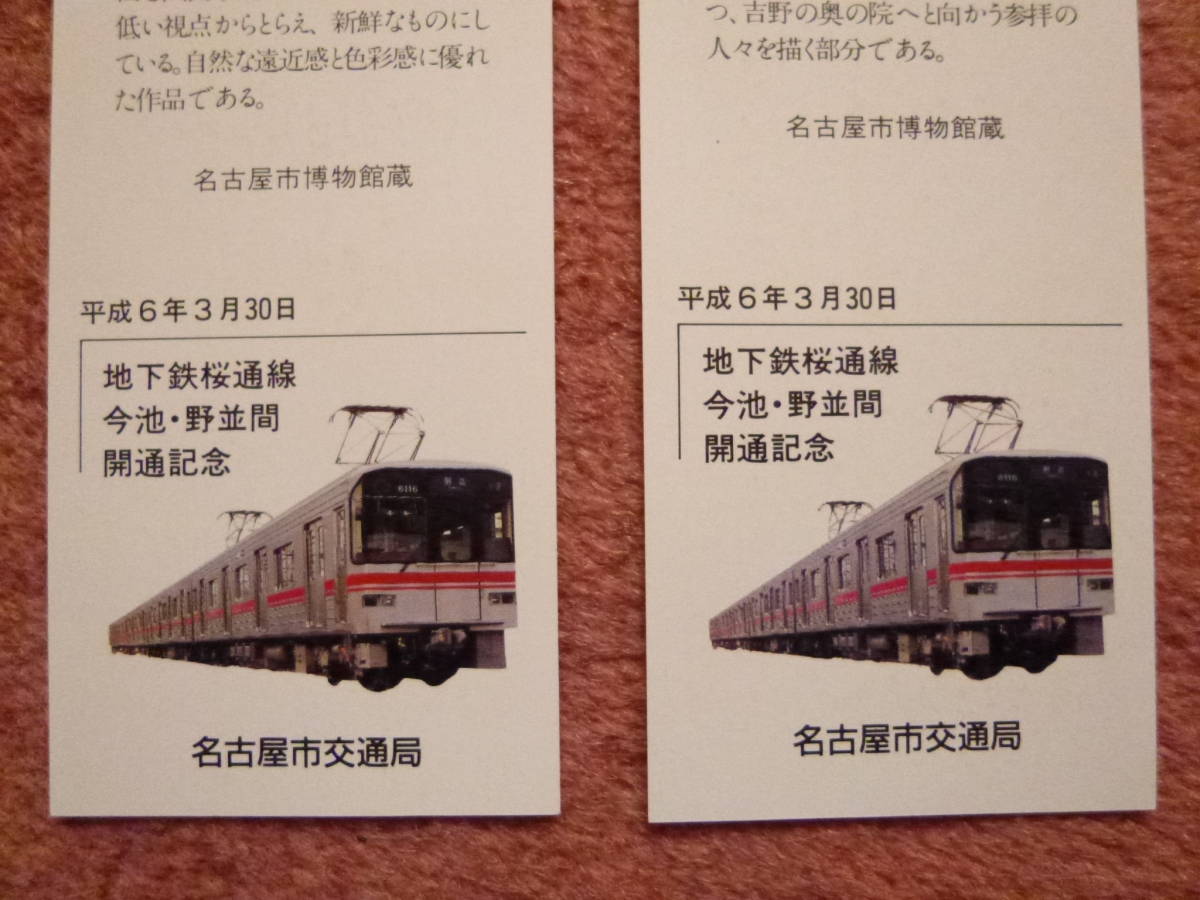 低い視点からとらえ、新鮮なものにし
ている。自然な遠近感と色彩感に優れ
た作品である。
名古屋市博物館蔵
平成6年3月30日
地下鉄桜通線
今池・野並間
開通記念
6116
名古屋市交通局
つ、吉野の奥の院へと向かう参拝の
人々を描く部分である。
名古屋市博物館蔵
平成6年3月30日
地下鉄桜通線
今池・野並間
開通記念
6116
名古屋市交通局